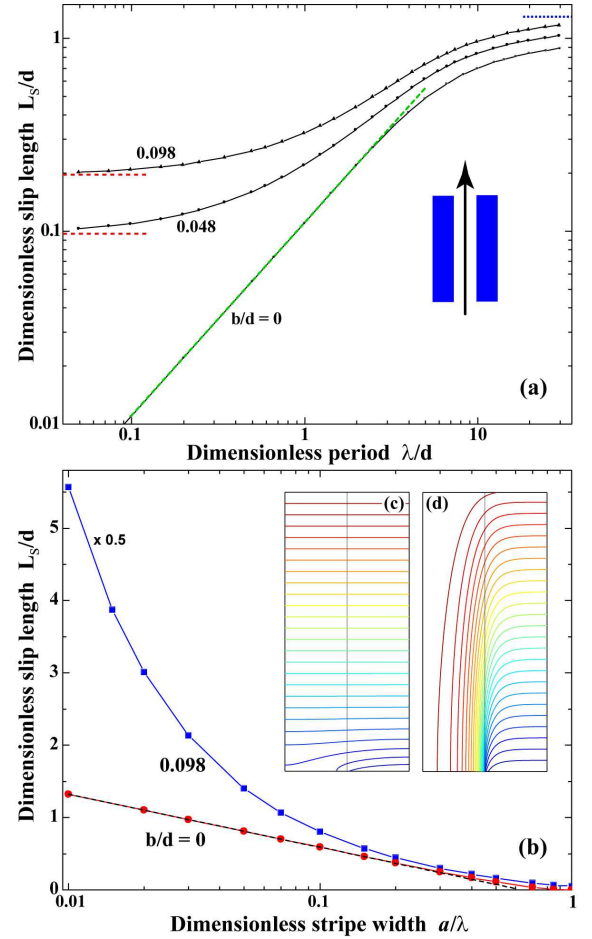 1
0.1
0.01
Dimensionless slip length Lₛ/d
0.098
0.048
b/d = 0
(a)
0.1
1
10
Dimensionless period λ/d
5
4
3
2
1
0
Dimensionless slip length Lₛ/d
x 0.5
0.098
b/d = 0
(c)
(d)
(b)
0.01
0.1
1
Dimensionless stripe width a/λ